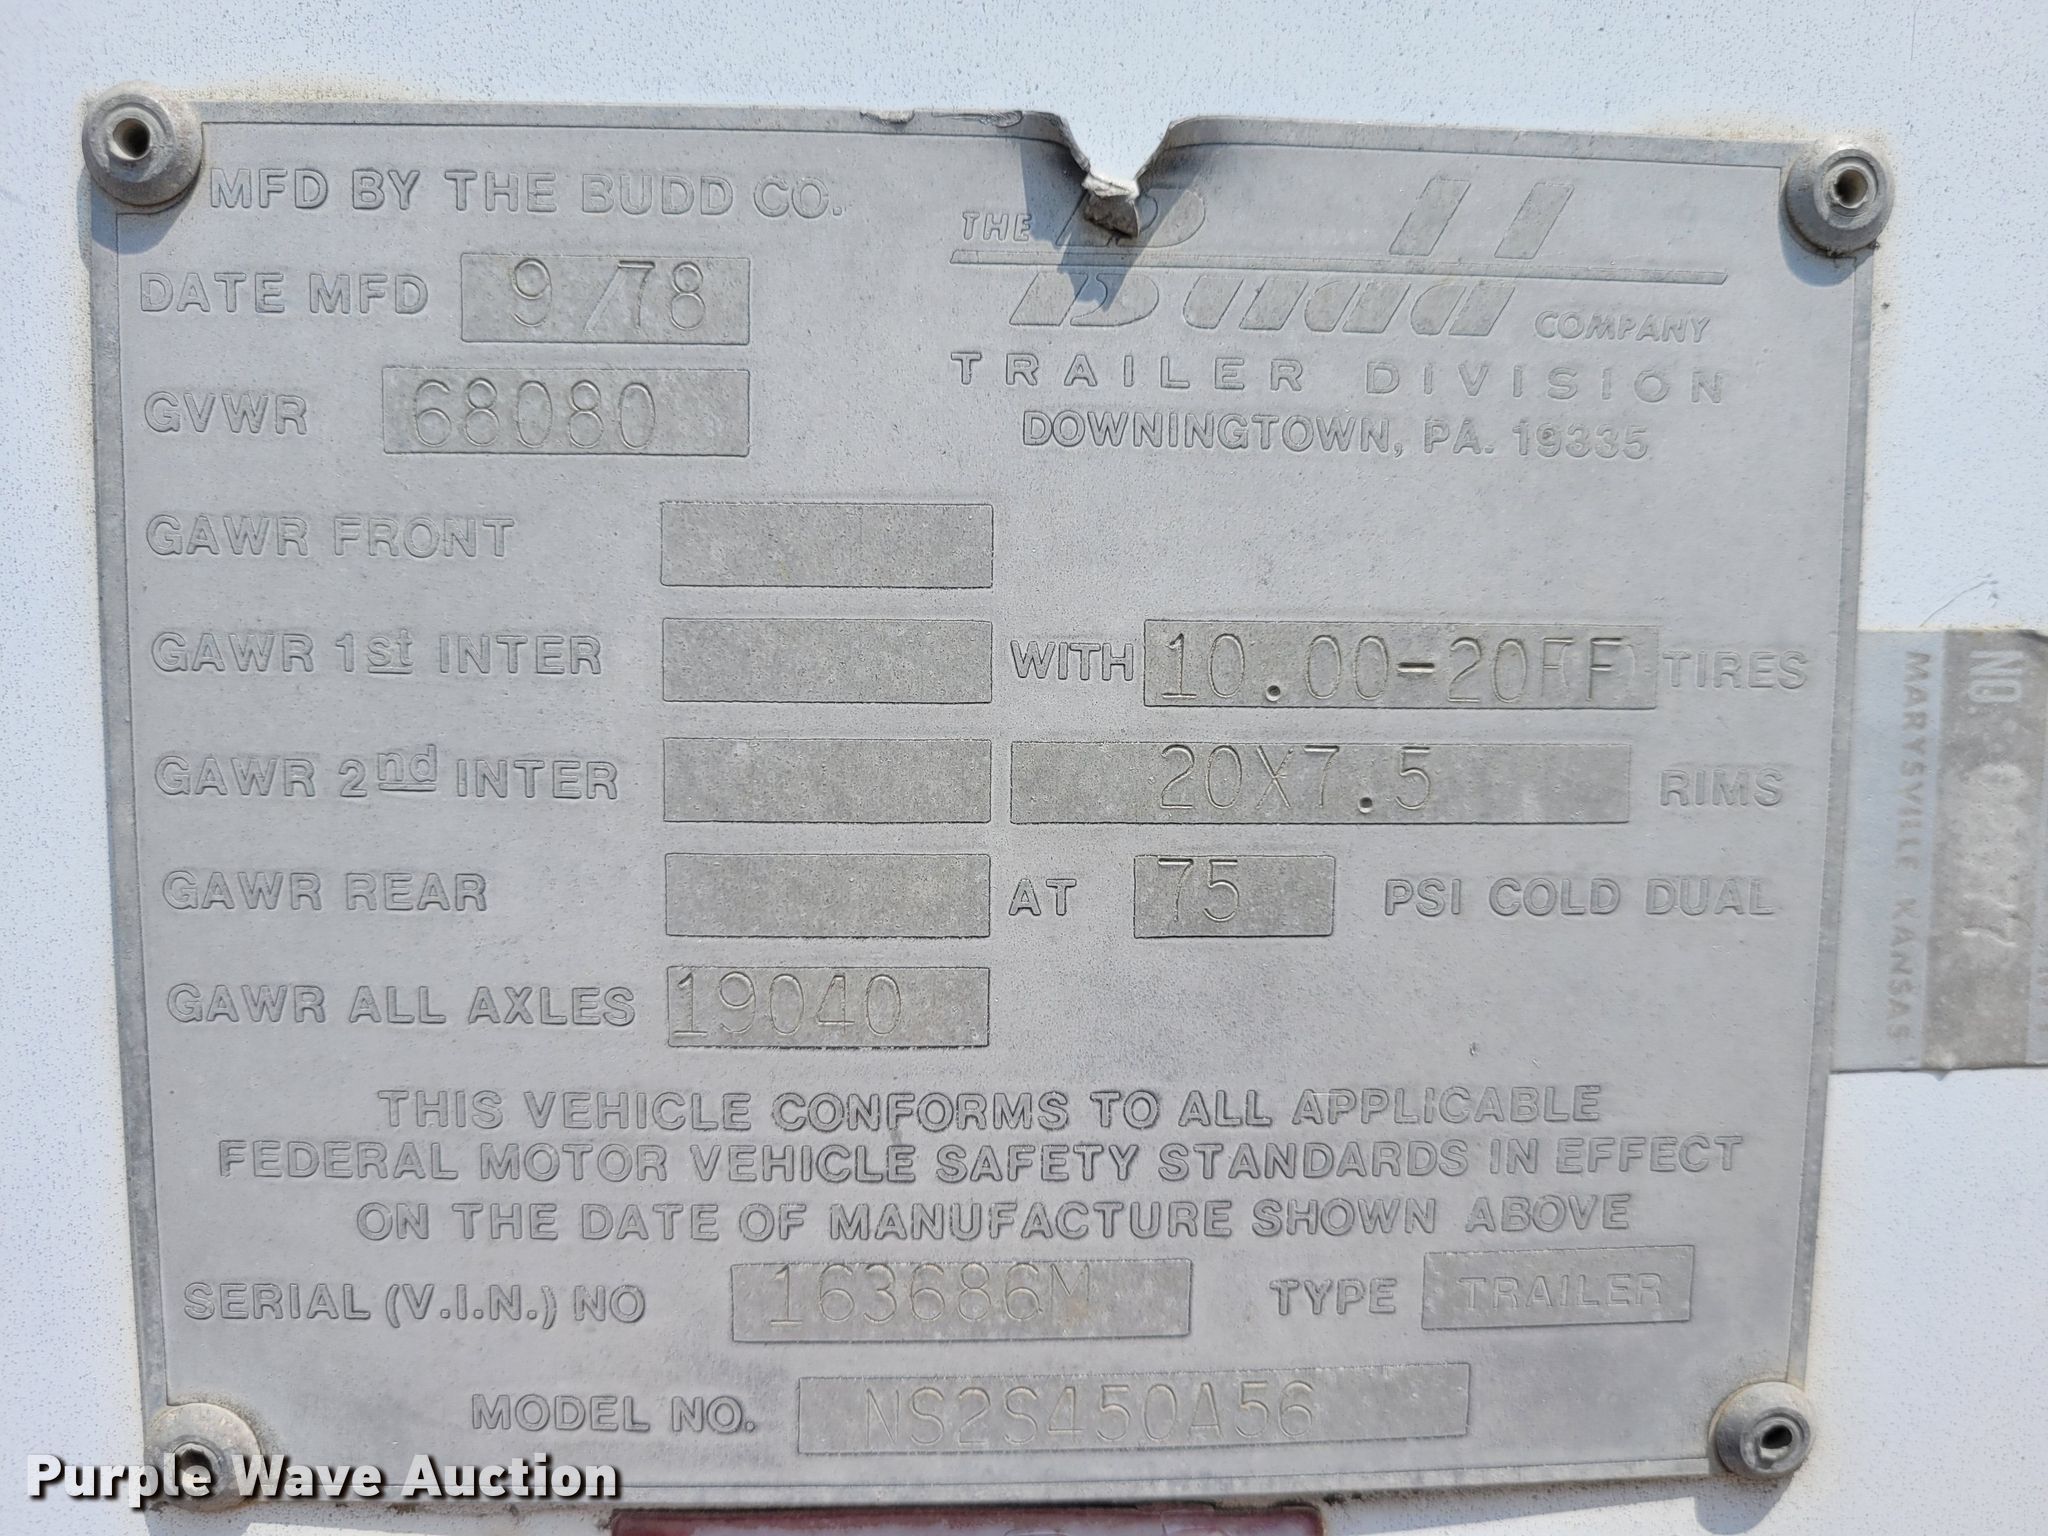 MFD BY THE BUDD CO.
DATE MFD 9/78
GVWR 68080
THE Budd COMPANY
TRAILER DIVISION
DOWNINGTOWN, PA. 19335
GAWR FRONT
GAWR 1st INTER WITH 10.00-20FF TIRES
GAWR 2nd INTER 20X7.5 RIMS
GAWR REAR AT 75 PSI COLD DUAL
GAWR ALL AXLES 19040
THIS VEHICLE CONFORMS TO ALL APPLICABLE
FEDERAL MOTOR VEHICLE SAFETY STANDARDS IN EFFECT
ON THE DATE OF MANUFACTURE SHOWN ABOVE
SERIAL (V.I.N.) NO 163686M TYPE TRAILER
MODEL NO. NS2S450A56
NO.
MARYSVILLE KANSAS
Purple Wave Auction